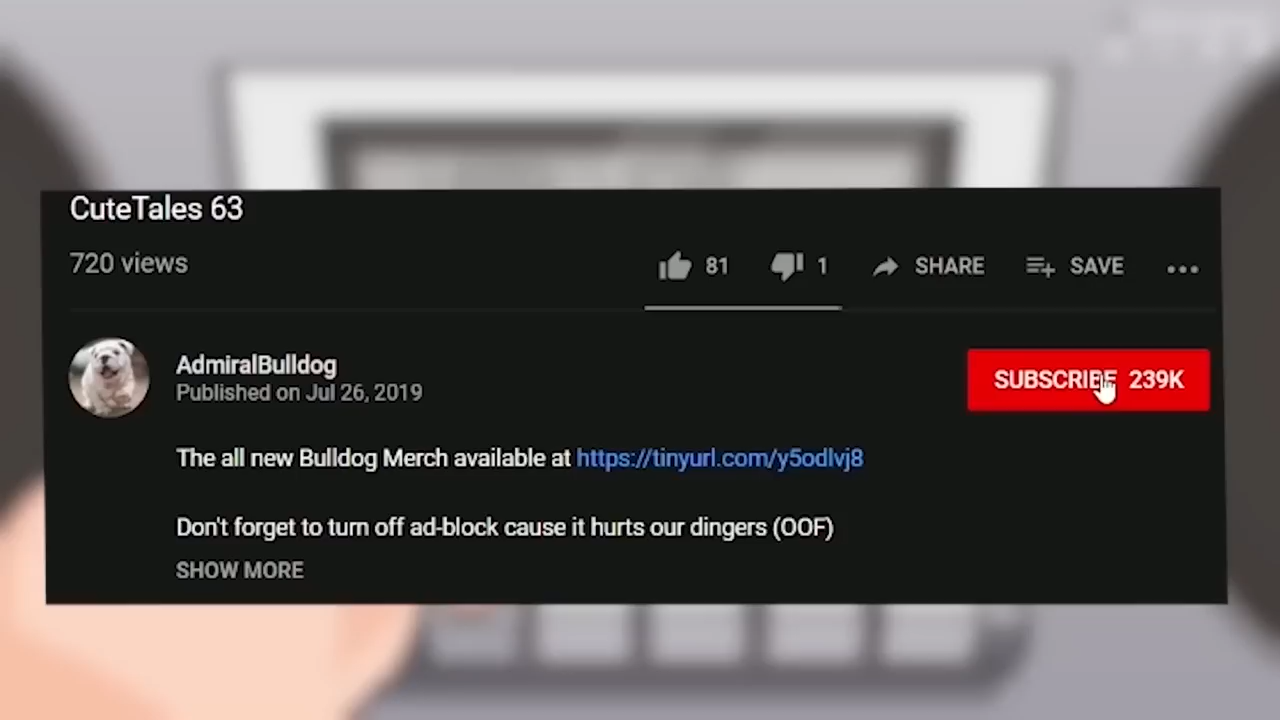 CuteTales 63
720 views
81 1 SHARE SAVE
AdmiralBulldog
Published on Jul 26, 2019
SUBSCRIBE 239K
The all new Bulldog Merch available at https://tinyurl.com/y5odlvj8
Don't forget to turn off ad-block cause it hurts our dingers (OOF)
SHOW MORE